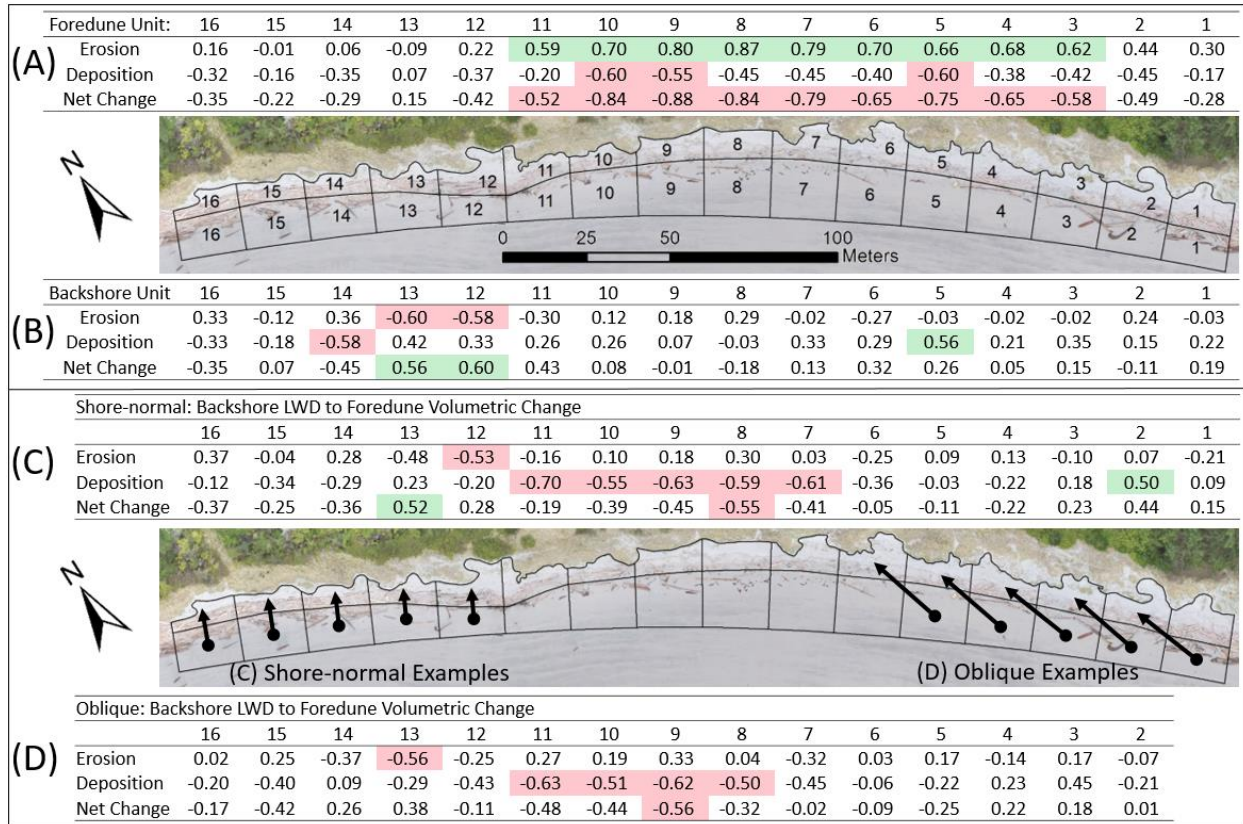 Foredune Unit: 16 15 14 13 12 11 10 9 8 7 6 5 4 3 2 1
(A)
Erosion 0.16 -0.01 0.06 -0.09 0.22 0.59 0.70 0.80 0.87 0.79 0.70 0.66 0.68 0.62 0.44 0.30
Deposition -0.32 -0.16 -0.35 0.07 -0.37 -0.20 -0.60 -0.55 -0.45 -0.45 -0.40 -0.60 -0.38 -0.42 -0.45 -0.17
Net Change -0.35 -0.22 -0.29 0.15 -0.42 -0.52 -0.84 -0.88 -0.84 -0.79 -0.65 -0.75 -0.65 -0.58 -0.49 -0.28
N
16 15 14 13 12 11 10 9 8 7 6 5 4 3 2 1
16 15 14 13 12 11 10 9 8 7 6 5 4 3 2 1
0 25 50 100
Meters
Backshore Unit 16 15 14 13 12 11 10 9 8 7 6 5 4 3 2 1
(B)
Erosion 0.33 -0.12 0.36 -0.60 -0.58 -0.30 0.12 0.18 0.29 -0.02 -0.27 -0.03 -0.02 -0.02 0.24 -0.03
Deposition -0.33 -0.18 -0.58 0.42 0.33 0.26 0.26 0.07 -0.03 0.33 0.29 0.56 0.21 0.35 0.15 0.22
Net Change -0.35 0.07 -0.45 0.56 0.60 0.43 0.08 -0.01 -0.18 0.13 0.32 0.26 0.05 0.15 -0.11 0.19
Shore-normal: Backshore LWD to Foredune Volumetric Change
16 15 14 13 12 11 10 9 8 7 6 5 4 3 2 1
(C)
Erosion 0.37 -0.04 0.28 -0.48 -0.53 -0.16 0.10 0.18 0.30 0.03 -0.25 0.09 0.13 -0.10 0.07 -0.21
Deposition -0.12 -0.34 -0.29 0.23 -0.20 -0.70 -0.55 -0.63 -0.59 -0.61 -0.36 -0.03 -0.22 0.18 0.50 0.09
Net Change -0.37 -0.25 -0.36 0.52 0.28 -0.19 -0.39 -0.45 -0.55 -0.41 -0.05 -0.11 -0.22 0.23 0.44 0.15
N
(C) Shore-normal Examples
(D) Oblique Examples
Oblique: Backshore LWD to Foredune Volumetric Change
16 15 14 13 12 11 10 9 8 7 6 5 4 3 2
(D)
Erosion 0.02 0.25 -0.37 -0.56 -0.25 0.27 0.19 0.33 0.04 -0.32 0.03 0.17 -0.14 0.17 -0.07
Deposition -0.20 -0.40 0.09 -0.29 -0.43 -0.63 -0.51 -0.62 -0.50 -0.45 -0.06 -0.22 0.23 0.45 -0.21
Net Change -0.17 -0.42 0.26 0.38 -0.11 -0.48 -0.44 -0.56 -0.32 -0.02 -0.09 -0.25 0.22 0.18 0.01